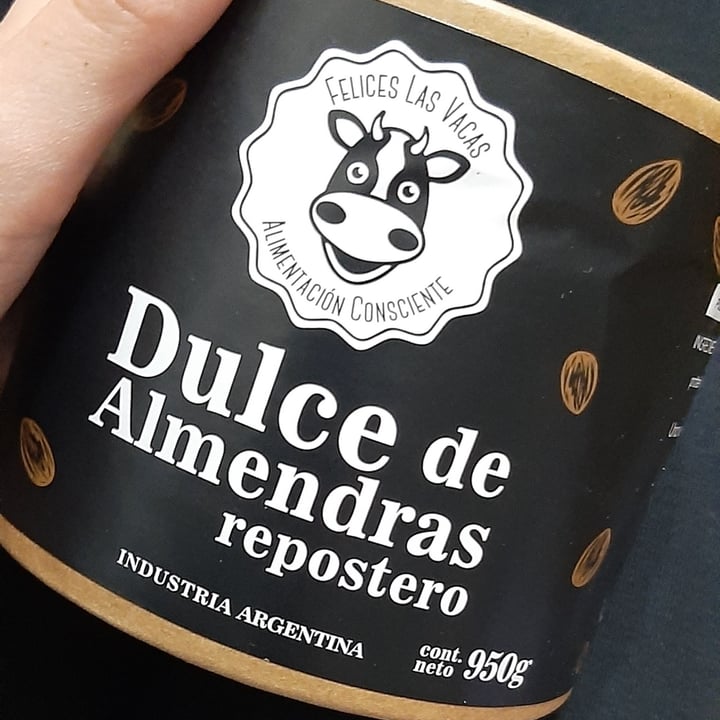 FELICES LAS VACAS
ALIMENTACIÓN CONSCIENTE
Dulce de
Almendras
repostero
INDUSTRIA ARGENTINA
cont.
neto 950g